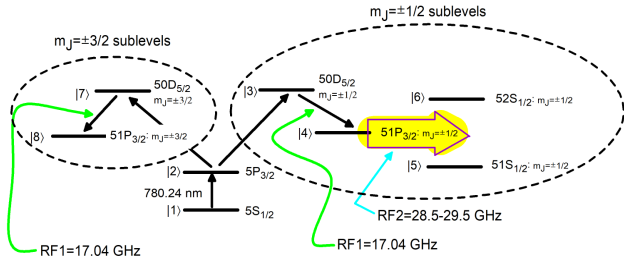 mJ=±3/2 sublevels
mJ=±1/2 sublevels
|7⟩ 50D5/2
mJ=±3/2
|8⟩ 51P3/2: mJ=±3/2
|3⟩ 50D5/2
mJ=±1/2
|4⟩ 51P3/2: mJ=±1/2
|6⟩ 52S1/2: mJ=±1/2
|5⟩ 51S1/2: mJ=±1/2
|2⟩ 5P3/2
780.24 nm
|1⟩ 5S1/2
RF2=28.5-29.5 GHz
RF1=17.04 GHz
RF1=17.04 GHz